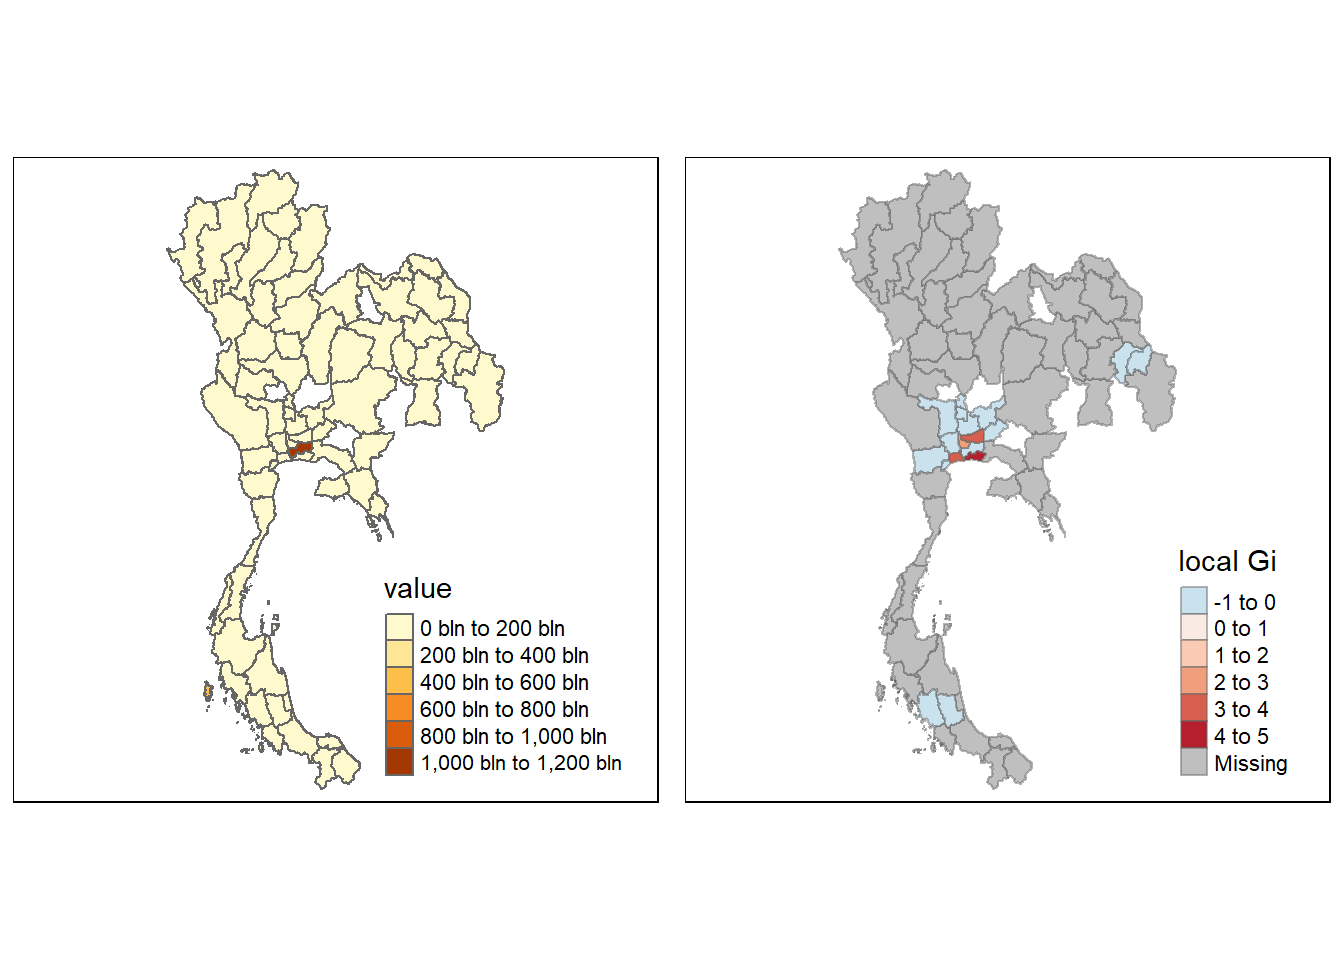 value
0 bln to 200 bln
200 bln to 400 bln
400 bln to 600 bln
600 bln to 800 bln
800 bln to 1,000 bln
1,000 bln to 1,200 bln
local Gi
-1 to 0
0 to 1
1 to 2
2 to 3
3 to 4
4 to 5
Missing